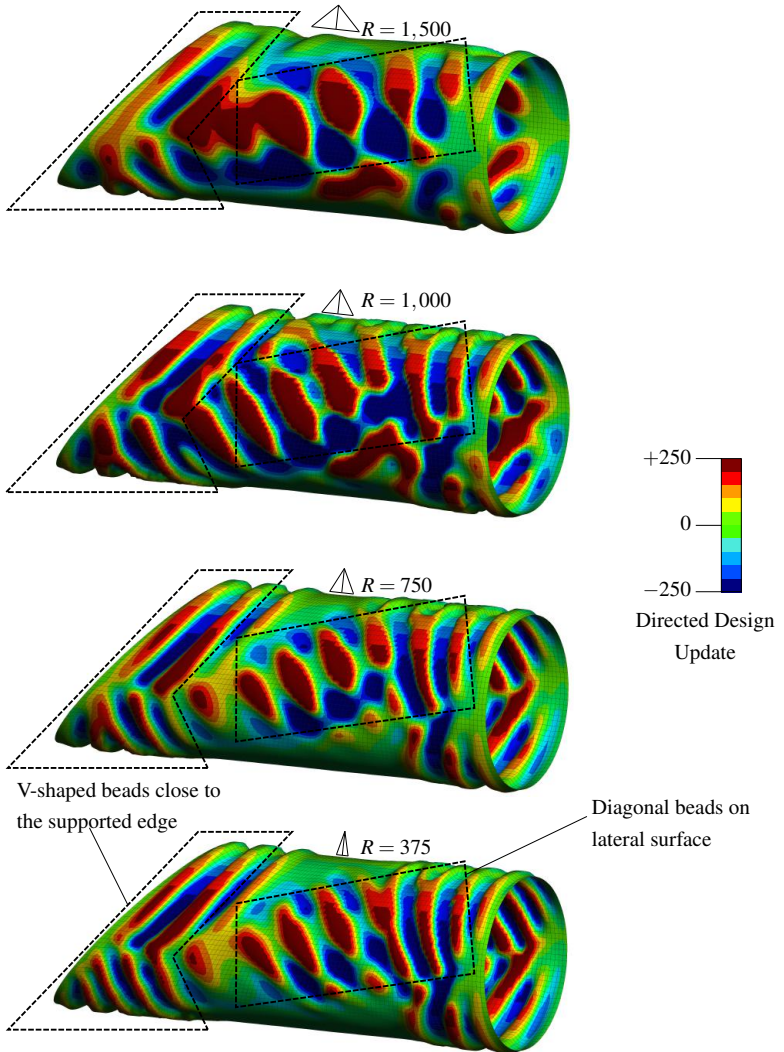 R = 1,500
R = 1,000
+250
0
−250
Directed Design
Update
R = 750
V-shaped beads close to
the supported edge
Diagonal beads on
lateral surface
R = 375